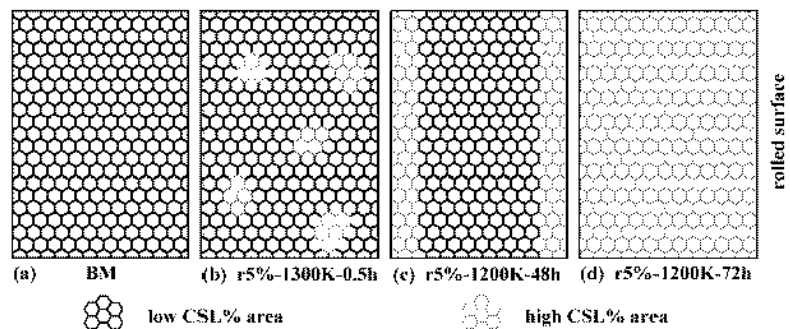 rolled surface
(a) BM (b) r5%-1300K-0.5h (c) r5%-1200K-48h (d) r5%-1200K-72h
low CSL% area high CSL% area